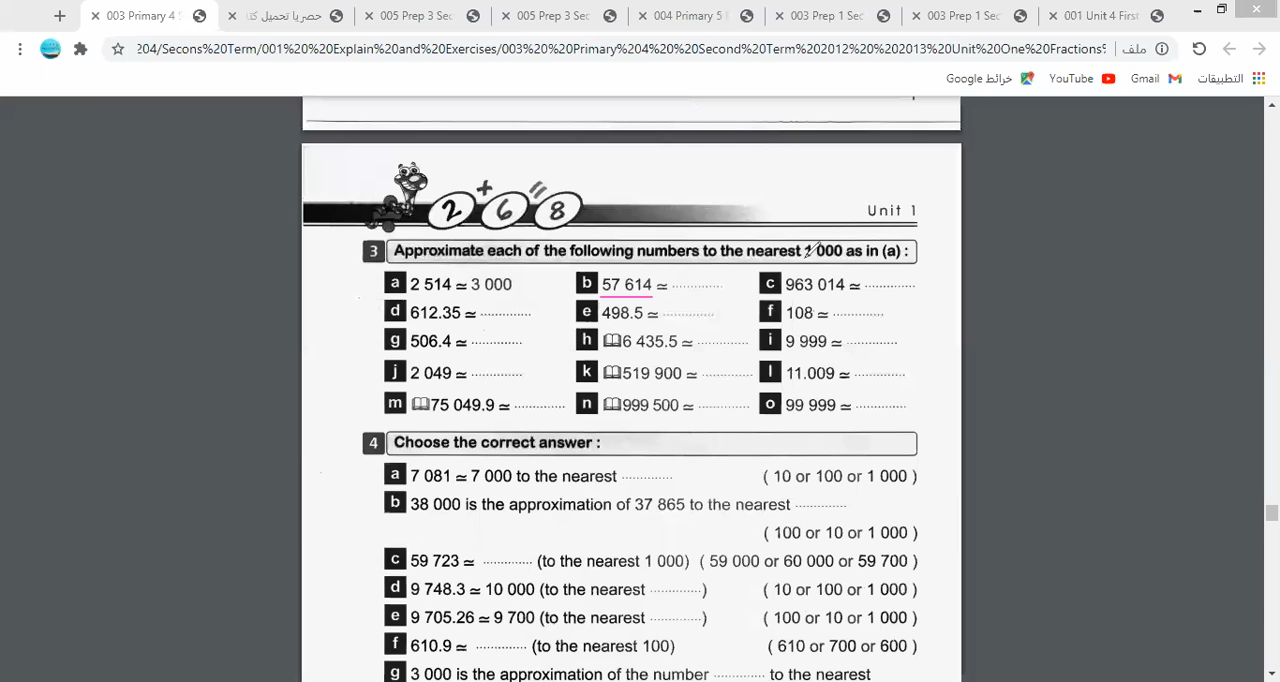 003 Primary 4 S
حصريا تحميل كتا
005 Prep 3 Sec
005 Prep 3 Sec
004 Primary 5 I
003 Prep 1 Sec
003 Prep 1 Sec
001 Unit 4 First
204/Secons%20Term/001%20%20Explain%20and%20Exercis/003%20%20Primary%204%20%20Second%20Term%202012%20%202013%20Unit%20One%20Fractions%
ملف
التطبيقات
Gmail
YouTube
خرائط Google
2 + 6 = 8
Unit 1
3 Approximate each of the following numbers to the nearest 1 000 as in (a) :
a 2 514 ≃ 3 000 b 57 614 ≃ ............ c 963 014 ≃ ............
d 612.35 ≃ ............ e 498.5 ≃ ............ f 108 ≃ ............
g 506.4 ≃ ............ h 6 435.5 ≃ ............ i 9 999 ≃ ............
j 2 049 ≃ ............ k 519 900 ≃ ............ l 11.009 ≃ ............
m 75 049.9 ≃ ............ n 999 500 ≃ ............ o 99 999 ≃ ............
4 Choose the correct answer :
a 7 081 ≃ 7 000 to the nearest ............ ( 10 or 100 or 1 000 )
b 38 000 is the approximation of 37 865 to the nearest ............
( 100 or 10 or 1 000 )
c 59 723 ≃ ............ (to the nearest 1 000) ( 59 000 or 60 000 or 59 700 )
d 9 748.3 ≃ 10 000 (to the nearest ............) ( 10 or 100 or 1 000 )
e 9 705.26 ≃ 9 700 (to the nearest ............) ( 100 or 10 or 1 000 )
f 610.9 ≃ ............ (to the nearest 100) ( 610 or 700 or 600 )
g 3 000 is the approximation of the number ............ to the nearest